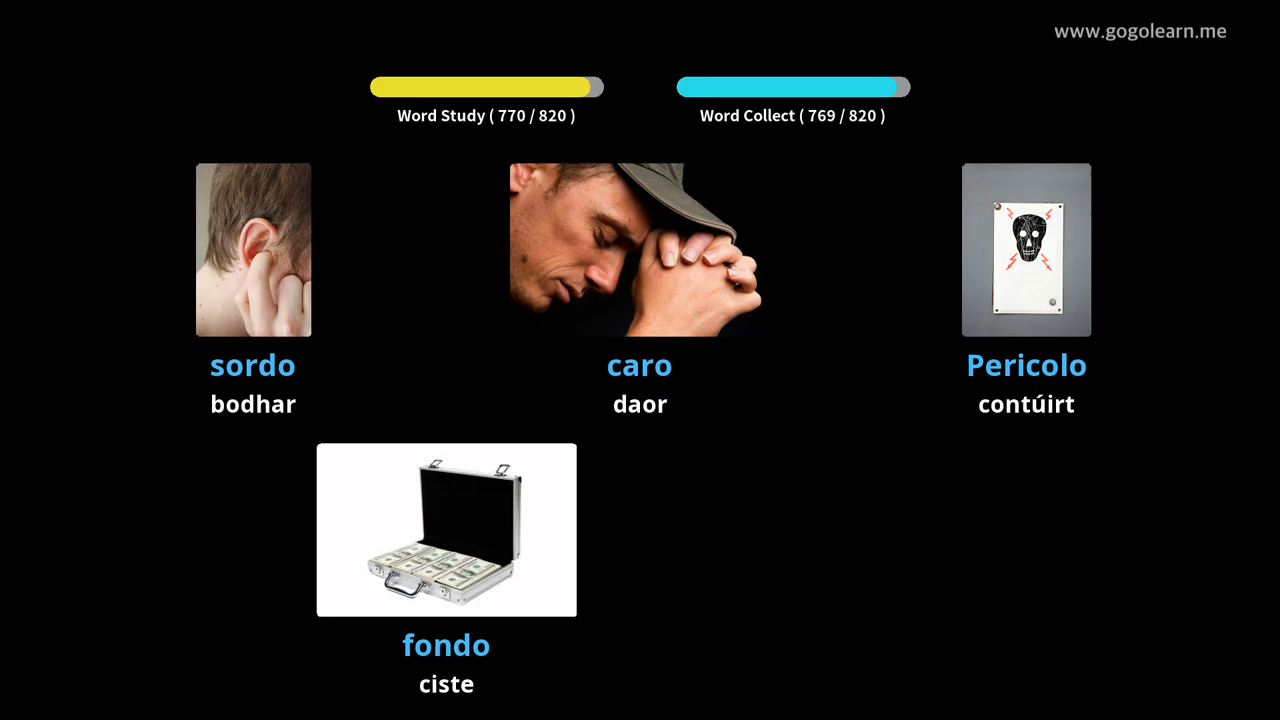 www.gogolearn.me
Word Study ( 770 / 820 )
Word Collect ( 769 / 820 )
sordo
bodhar
caro
daor
Pericolo
contúirt
fondo
ciste